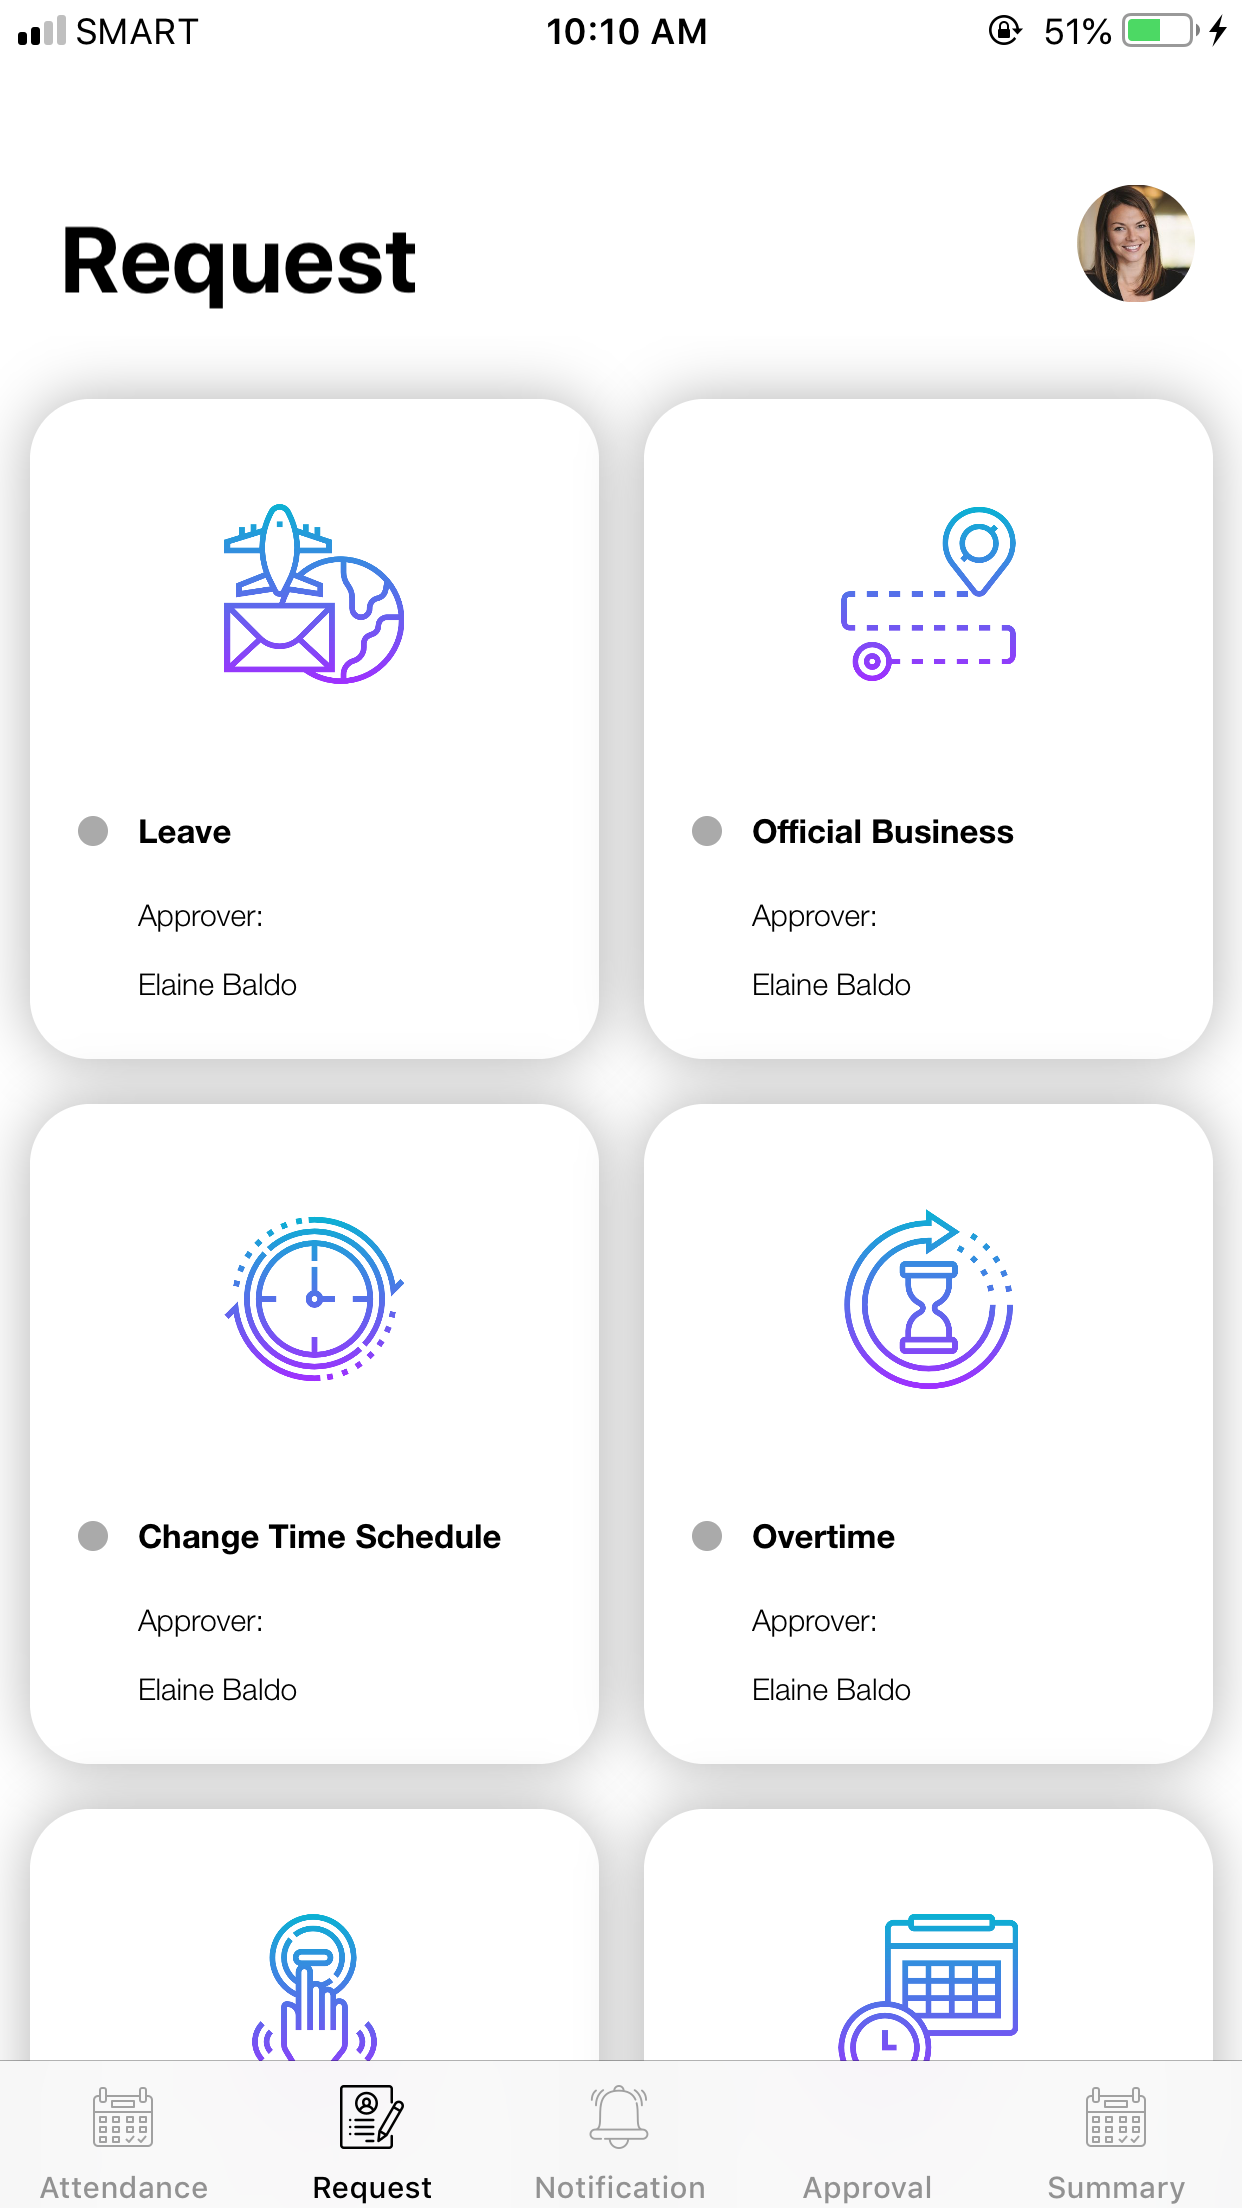 SMART 10:10 AM 51%
Request
Leave
Approver:
Elaine Baldo
Official Business
Approver:
Elaine Baldo
Change Time Schedule
Approver:
Elaine Baldo
Overtime
Approver:
Elaine Baldo
Attendance Request Notification Approval Summary